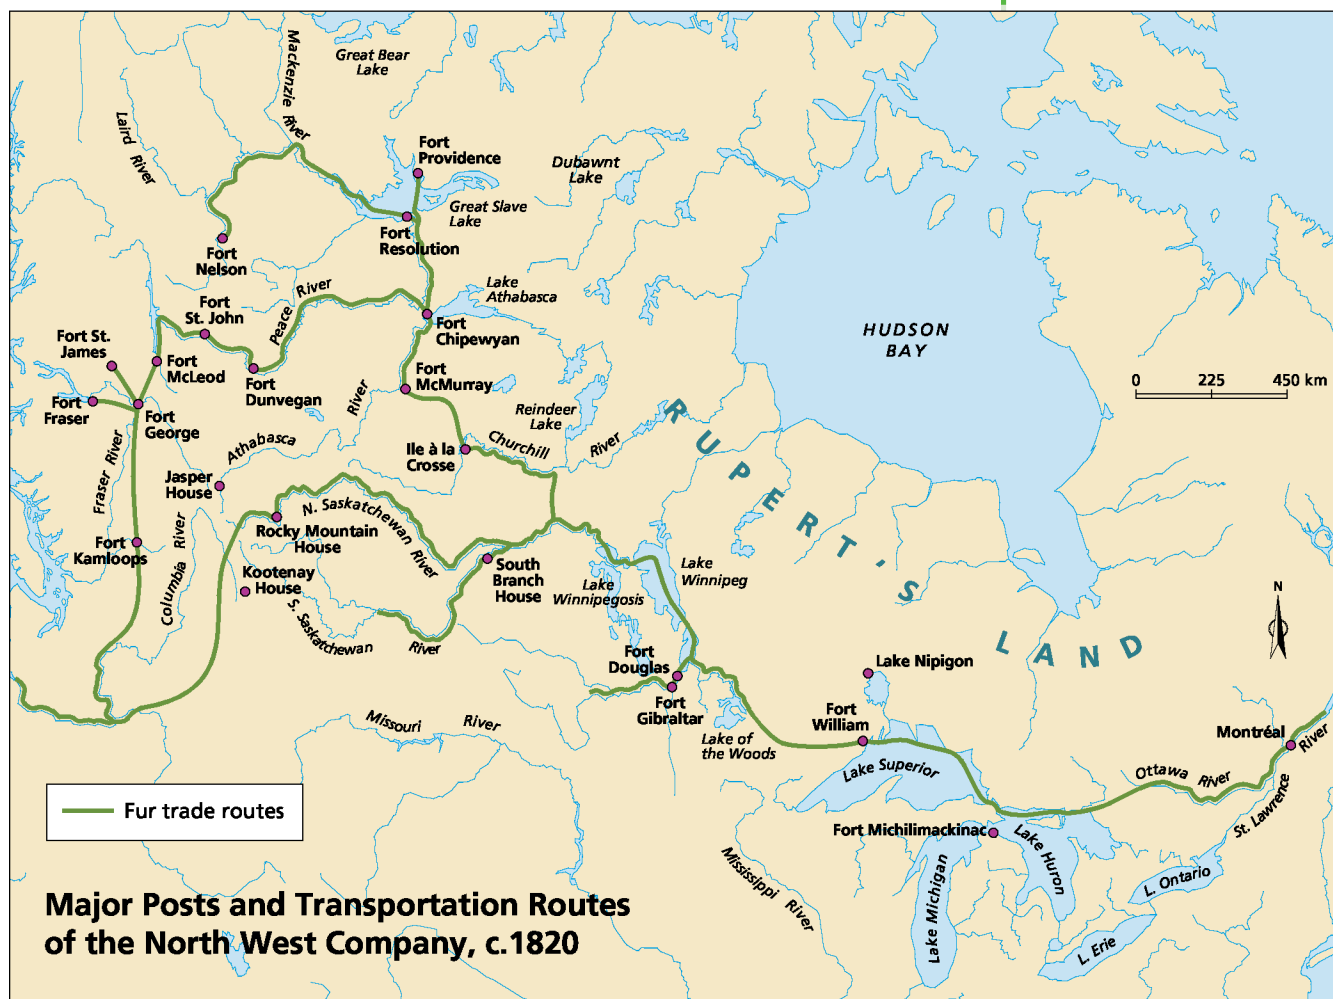 Mackenzie River
Great Bear
Lake
Laird River
Fort
Providence
Dubawnt
Lake
Great Slave
Lake
Fort
Resolution
Fort
Nelson
Lake
Athabasca
Peace River
Fort
St. John
Fort
Chipewyan
HUDSON
BAY
Fort St.
James
Fort
McLeod
Fort
Dunvegan
Fort
McMurray
0 225 450 km
Fort
Fraser
Fort
George
Reindeer
Lake
Athabasca River
Ile à la
Crosse
Churchill River
RUPERT'S LAND
Fraser River
Jasper
House
N. Saskatchewan River
Rocky Mountain
House
Fort
Kamloops
Columbia River
Kootenay
House
South
Branch
House
Lake
Winnipegosis
Lake
Winnipeg
S. Saskatchewan River
N
Fort
Douglas
Lake Nipigon
Fort
Gibraltar
Fort
William
Missouri River
Lake of
the Woods
Montréal
Lake Superior
Ottawa River
St. Lawrence River
Fur trade routes
Fort Michilimackinac
Lake Huron
Mississippi River
Lake Michigan
L. Ontario
L. Erie
Major Posts and Transportation Routes
of the North West Company, c.1820